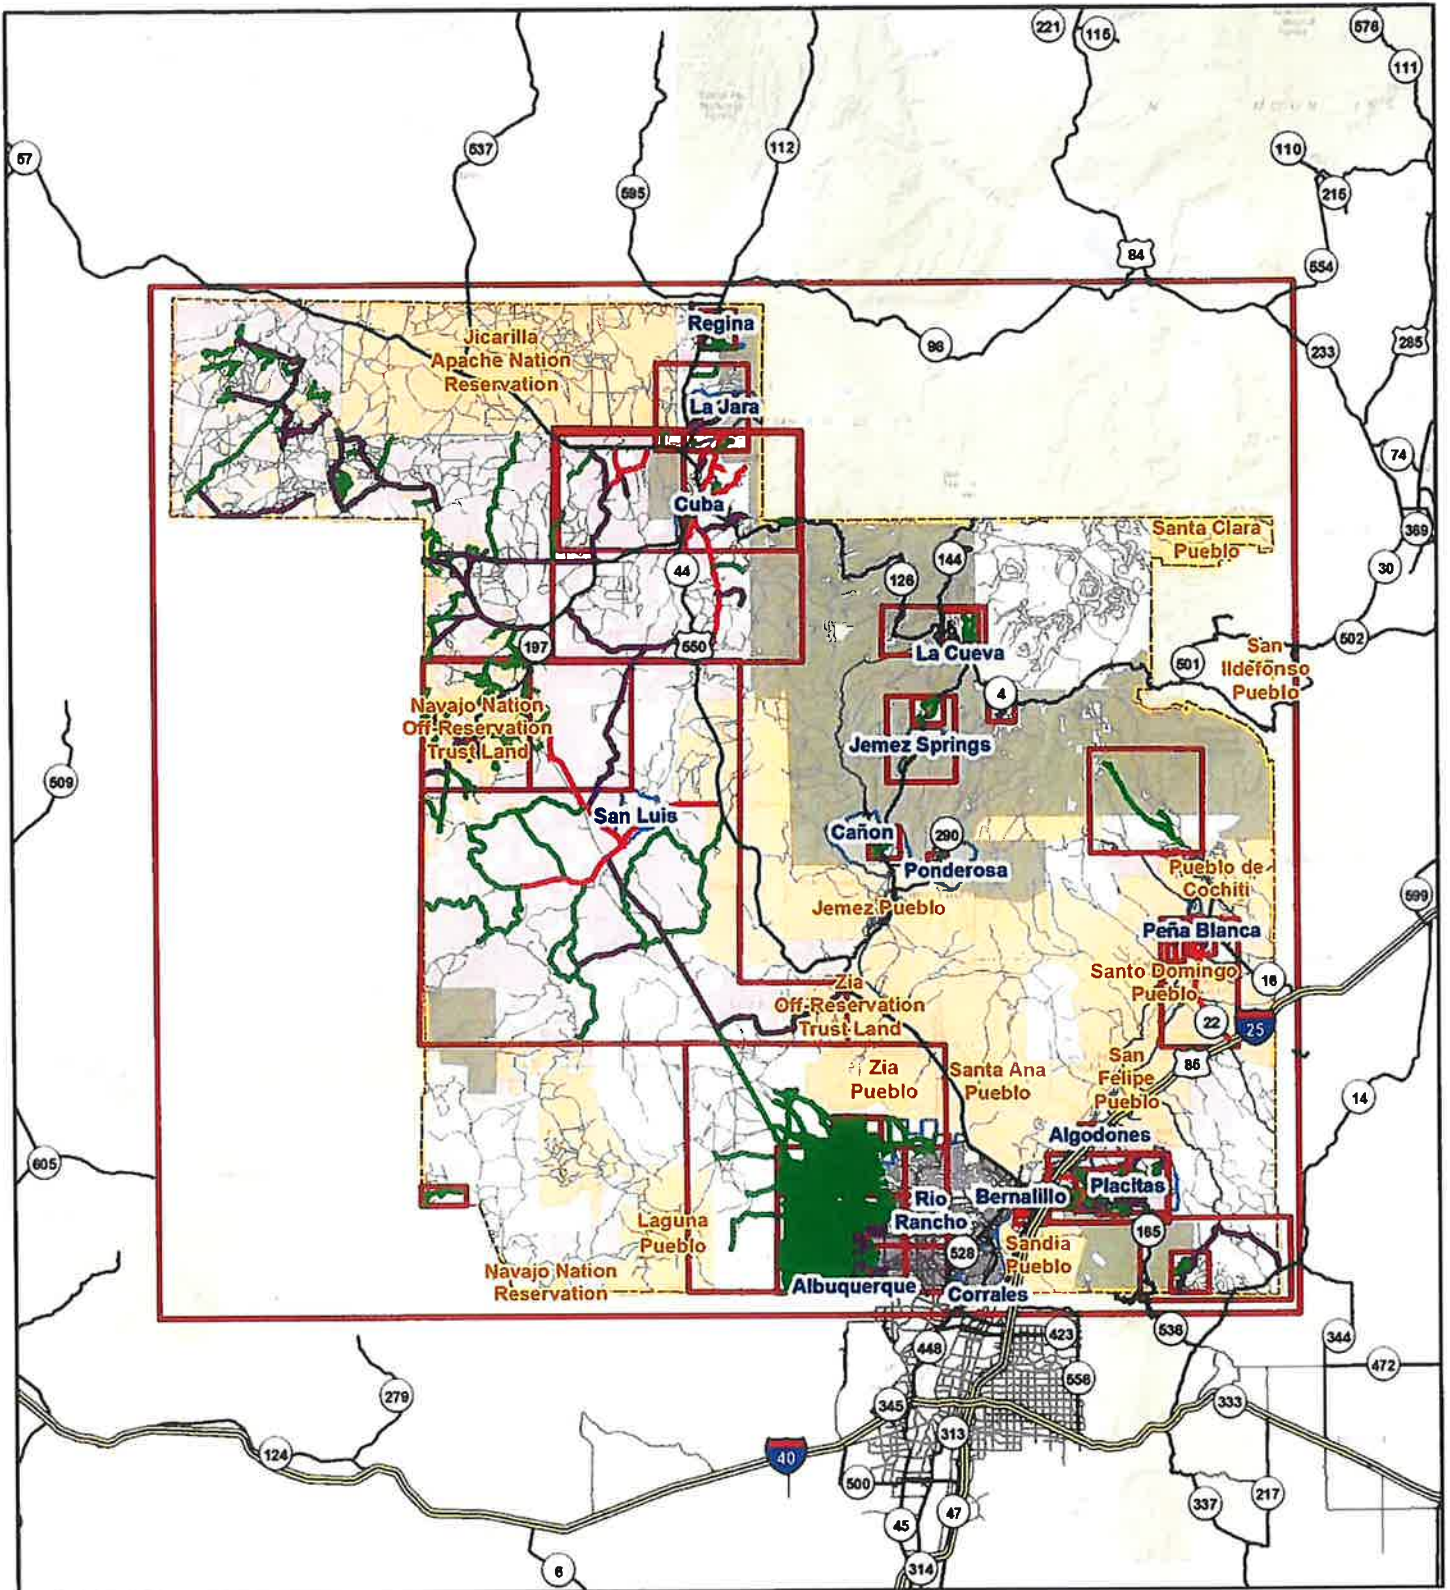 221
115
576
111
57
537
595
112
110
215
84
554
96
233
285
Regina
Jicarilla
Apache Nation
Reservation
La Jara
74
Cuba
369
Santa Clara
Pueblo
30
44
126
144
197
550
La Cueva
502
501
San
Ildefonso
Pueblo
4
Navajo Nation
Off-Reservation
Trust Land
Jemez Springs
509
San Luis
Cañon
290
Ponderosa
Pueblo de
Cochiti
599
Jemez Pueblo
Peña Blanca
Santo Domingo
Pueblo
16
Zia
Off-Reservation
Trust Land
22
25
85
Zia
Pueblo
Santa Ana
Pueblo
San
Felipe
Pueblo
14
Algodones
605
Placitas
Bernalillo
Rio
Rancho
Laguna
Pueblo
165
528
Sandia
Pueblo
Navajo Nation
Reservation
Albuquerque
Corrales
536
423
344
448
472
556
279
345
333
313
124
40
500
217
337
47
45
314
6